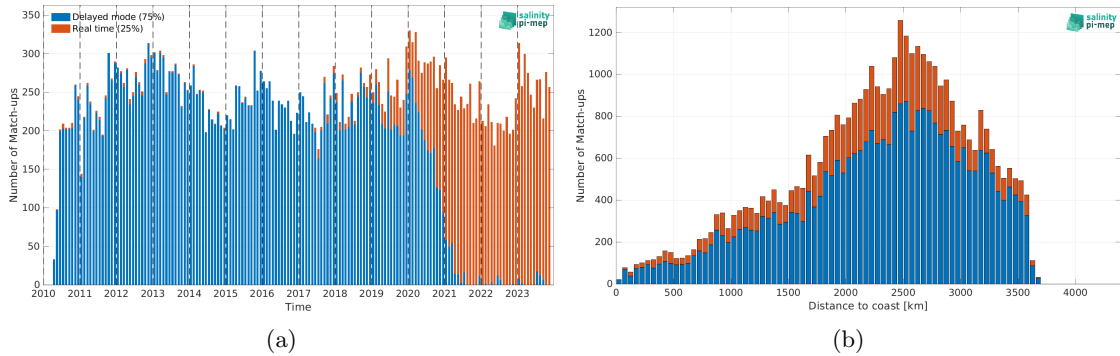 Delayed mode (75%)
Real time (25%)
salinity
pi-mep
Number of Match-ups
350
300
250
200
150
100
50
0
2010 2011 2012 2013 2014 2015 2016 2017 2018 2019 2020 2021 2022 2023
Time
(a)
salinity
pi-mep
Number of Match-ups
1200
1000
800
600
400
200
0
0 500 1000 1500 2000 2500 3000 3500 4000
Distance to coast [km]
(b)